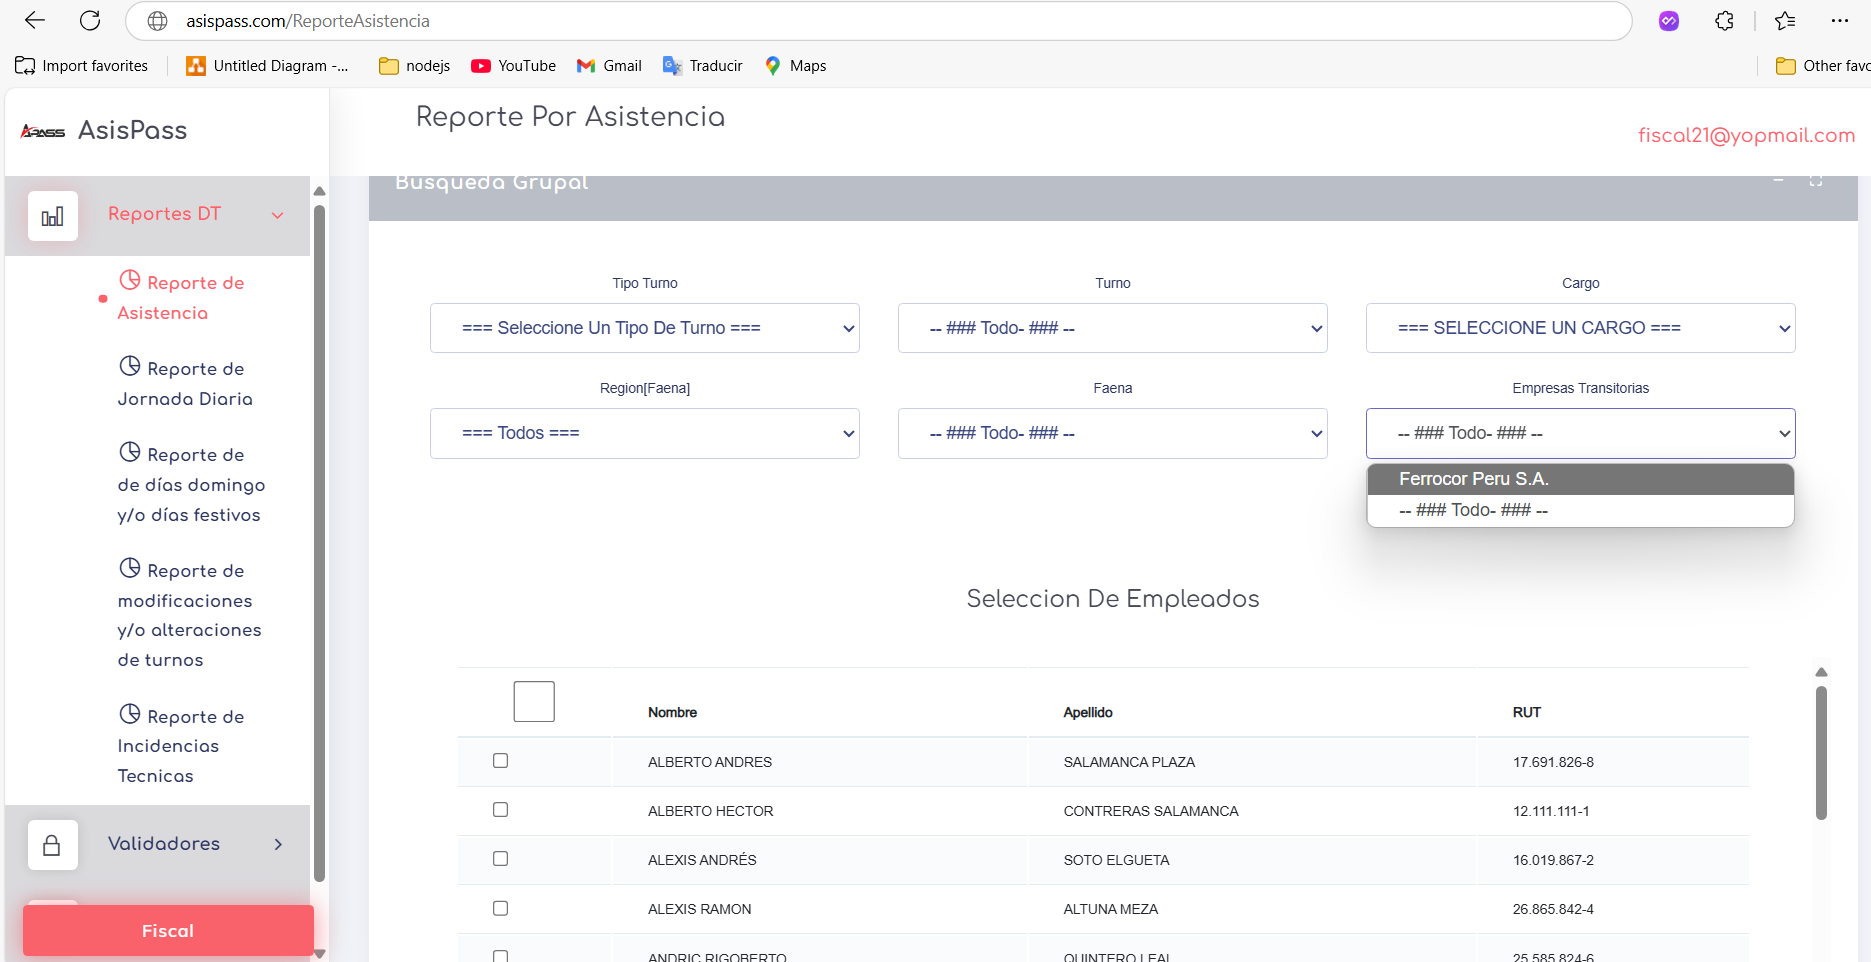 asispass.com/ReporteAsistencia
Import favorites
Untitled Diagram -...
nodejs
YouTube
Gmail
Traducir
Maps
Other favo
APASS AsisPass
Reporte Por Asistencia
fiscal21@yopmail.com
Reportes DT
Reporte de
Asistencia
Reporte de
Jornada Diaria
Reporte de
de días domingo
y/o días festivos
Reporte de
modificaciones
y/o alteraciones
de turnos
Reporte de
Incidencias
Tecnicas
Validadores
Fiscal
Busqueda Grupal
Tipo Turno
=== Seleccione Un Tipo De Turno ===
Turno
-- ### Todo- ### --
Cargo
=== SELECCIONE UN CARGO ===
Region[Faena]
=== Todos ===
Faena
-- ### Todo- ### --
Empresas Transitorias
-- ### Todo- ### --
Ferrocor Peru S.A.
-- ### Todo- ### --
Seleccion De Empleados
Nombre Apellido RUT
ALBERTO ANDRES SALAMANCA PLAZA 17.691.826-8
ALBERTO HECTOR CONTRERAS SALAMANCA 12.111.111-1
ALEXIS ANDRÉS SOTO ELGUETA 16.019.867-2
ALEXIS RAMON ALTUNA MEZA 26.865.842-4
ANDRIC RIGOBERTO QUINTERO LEAL 25.585.824-6